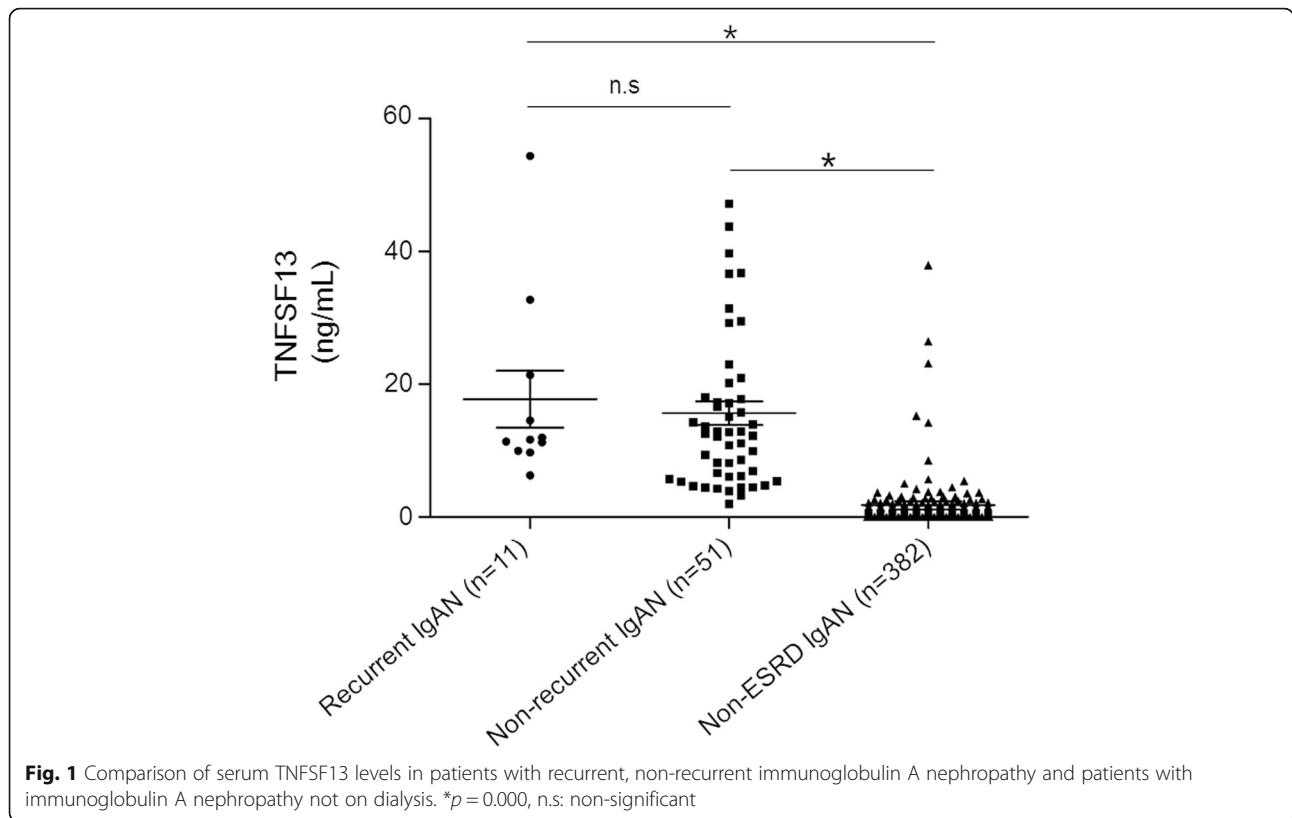 *
n.s
*
60
40
20
0
TNFSF13
(ng/mL)
Recurrent IgAN (n=11)
Non-recurrent IgAN (n=51)
Non-ESRD IgAN (n=382)
Fig. 1 Comparison of serum TNFSF13 levels in patients with recurrent, non-recurrent immunoglobulin A nephropathy and patients with
immunoglobulin A nephropathy not on dialysis. *p = 0.000, n.s: non-significant